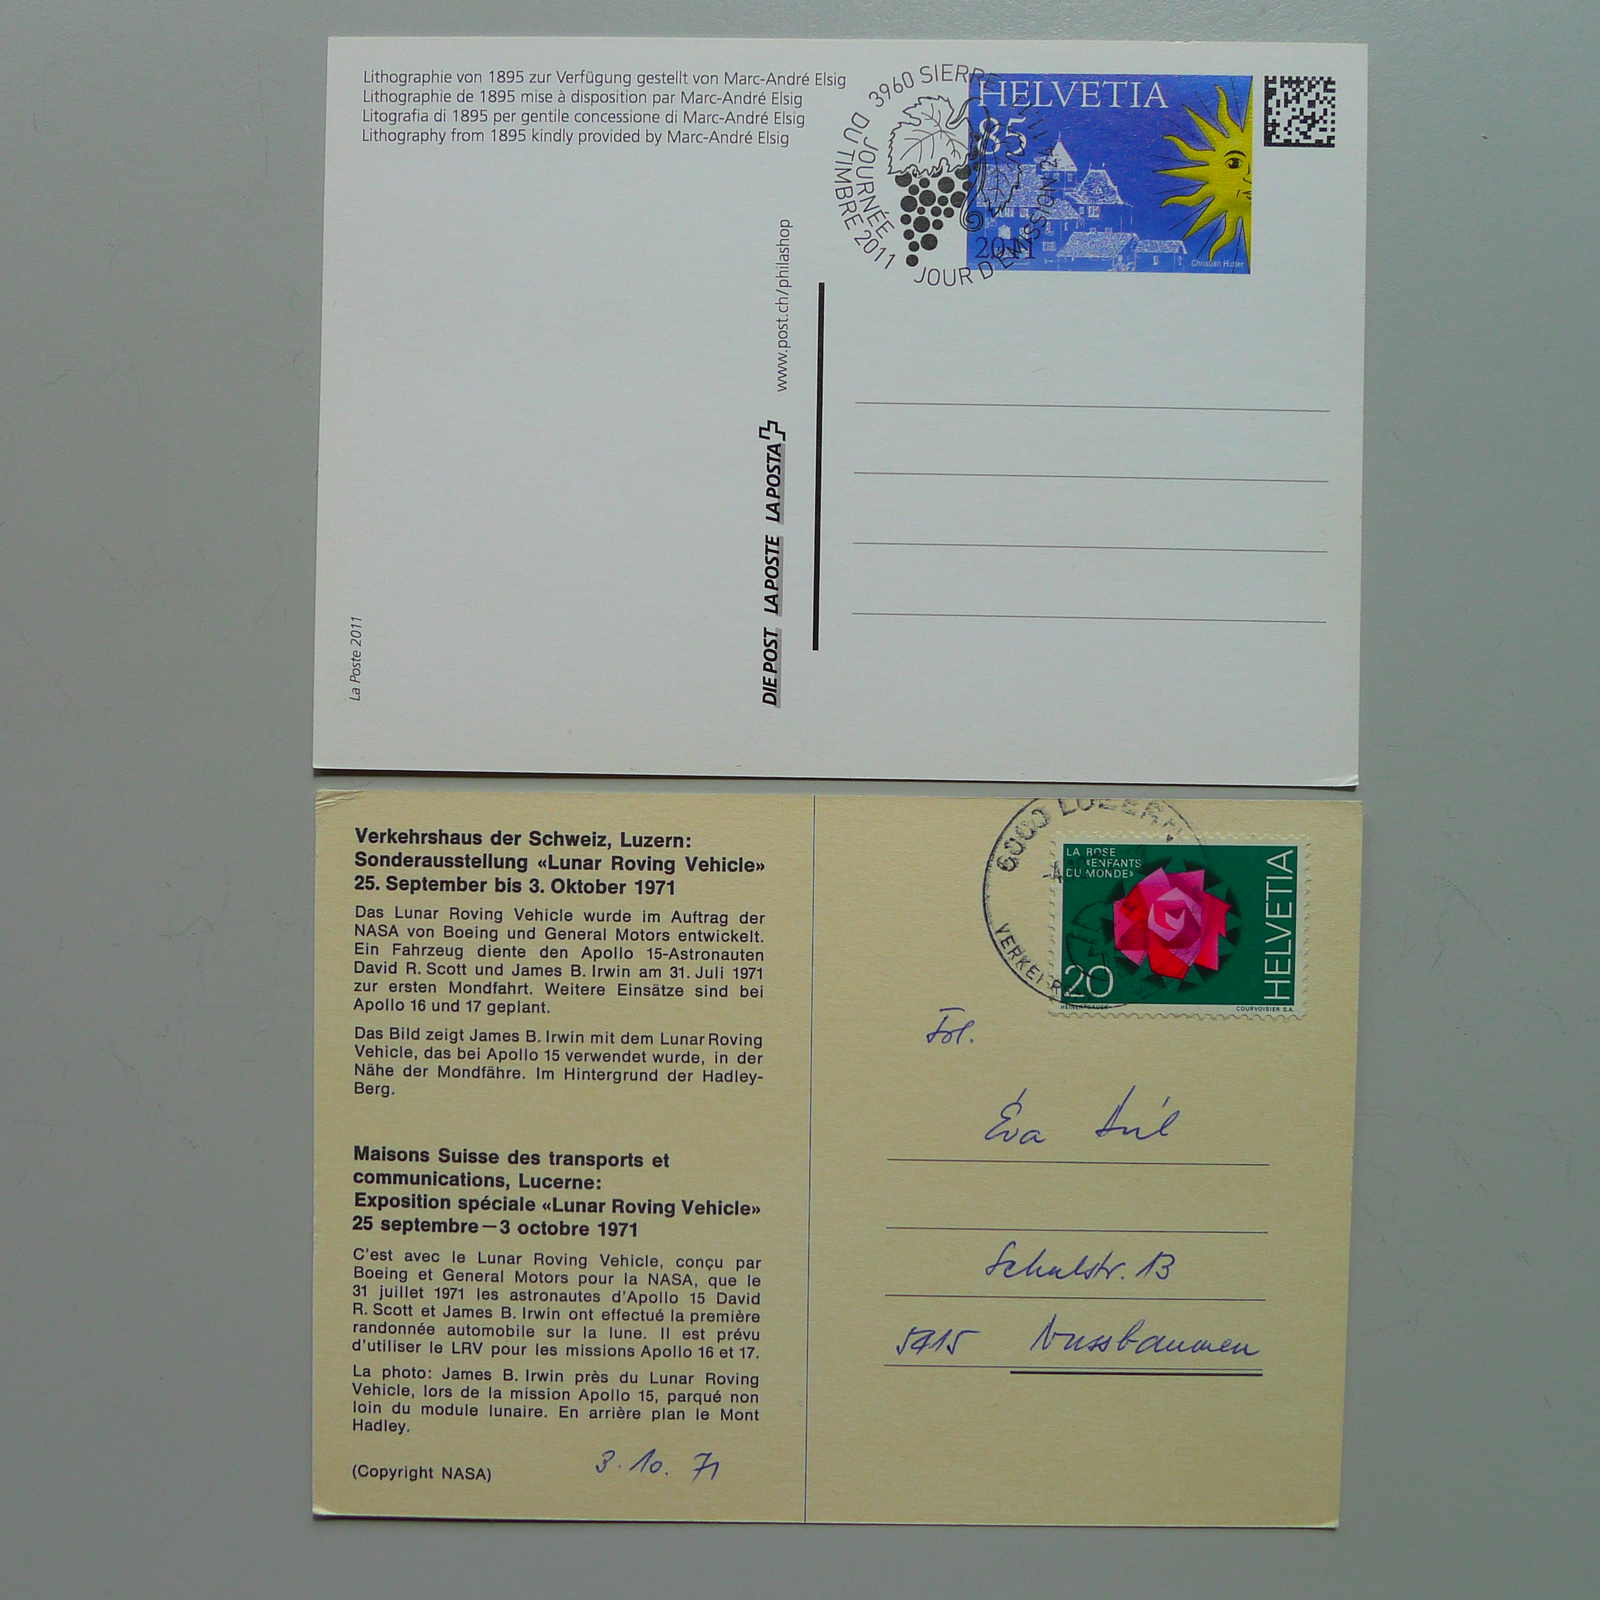 Lithographie von 1895 zur Verfügung gestellt von Marc-André Elsig
Lithographie de 1895 mise à disposition par Marc-André Elsig
Litografia di 1895 per gentile concessione di Marc-André Elsig
Lithography from 1895 kindly provided by Marc-André Elsig
3960 SIERRE
JOURNÉE
DU TIMBRE 2011
JOUR D'ÉMISSION
HELVETIA
85
2011
Christian Hutter
www.post.ch/philashop
DIE POST LA POSTE LA POSTA
La Poste 2011
Verkehrshaus der Schweiz, Luzern:
Sonderausstellung «Lunar Roving Vehicle»
25. September bis 3. Oktober 1971
Das Lunar Roving Vehicle wurde im Auftrag der
NASA von Boeing und General Motors entwickelt.
Ein Fahrzeug diente den Apollo 15-Astronauten
David R. Scott und James B. Irwin am 31. Juli 1971
zur ersten Mondfahrt. Weitere Einsätze sind bei
Apollo 16 und 17 geplant.
Das Bild zeigt James B. Irwin mit dem Lunar Roving
Vehicle, das bei Apollo 15 verwendet wurde, in der
Nähe der Mondfähre. Im Hintergrund der Hadley-
Berg.
Maisons Suisse des transports et
communications, Lucerne:
Exposition spéciale «Lunar Roving Vehicle»
25 septembre—3 octobre 1971
C'est avec le Lunar Roving Vehicle, conçu par
Boeing et General Motors pour la NASA, que le
31 juillet 1971 les astronautes d'Apollo 15 David
R. Scott et James B. Irwin ont effectué la première
randonnée automobile sur la lune. Il est prévu
d'utiliser le LRV pour les missions Apollo 16 et 17.
La photo: James B. Irwin près du Lunar Roving
Vehicle, lors de la mission Apollo 15, parqué non
loin du module lunaire. En arrière plan le Mont
Hadley.
(Copyright NASA)
3. 10. 71
6000 LUZERN
LA ROSE
«ENFANTS
DU MONDE»
20
HELVETIA
COURVOISIER S.A.
Eva
Schulstr. 13
5415 Nussbaumen